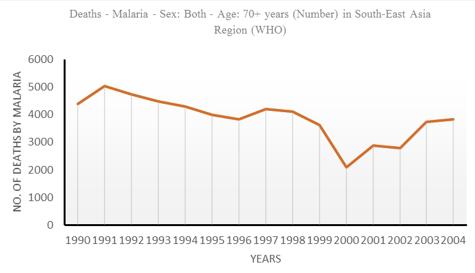 Deaths - Malaria - Sex: Both - Age: 70+ years (Number) in South-East Asia
Region (WHO)
6000
5000
4000
3000
2000
1000
0
NO. OF DEATHS BY MALARIA
1990 1991 1992 1993 1994 1995 1996 1997 1998 1999 2000 2001 2002 2003 2004
YEARS